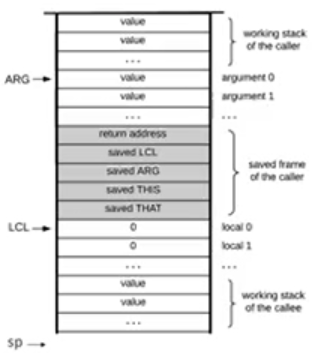 value
value
...
working stack
of the caller
ARG
value
argument 0
value
argument 1
...
...
return address
saved LCL
saved ARG
saved THIS
saved THAT
saved frame
of the caller
LCL
0
local 0
0
local 1
...
...
value
value
...
working stack
of the callee
sp